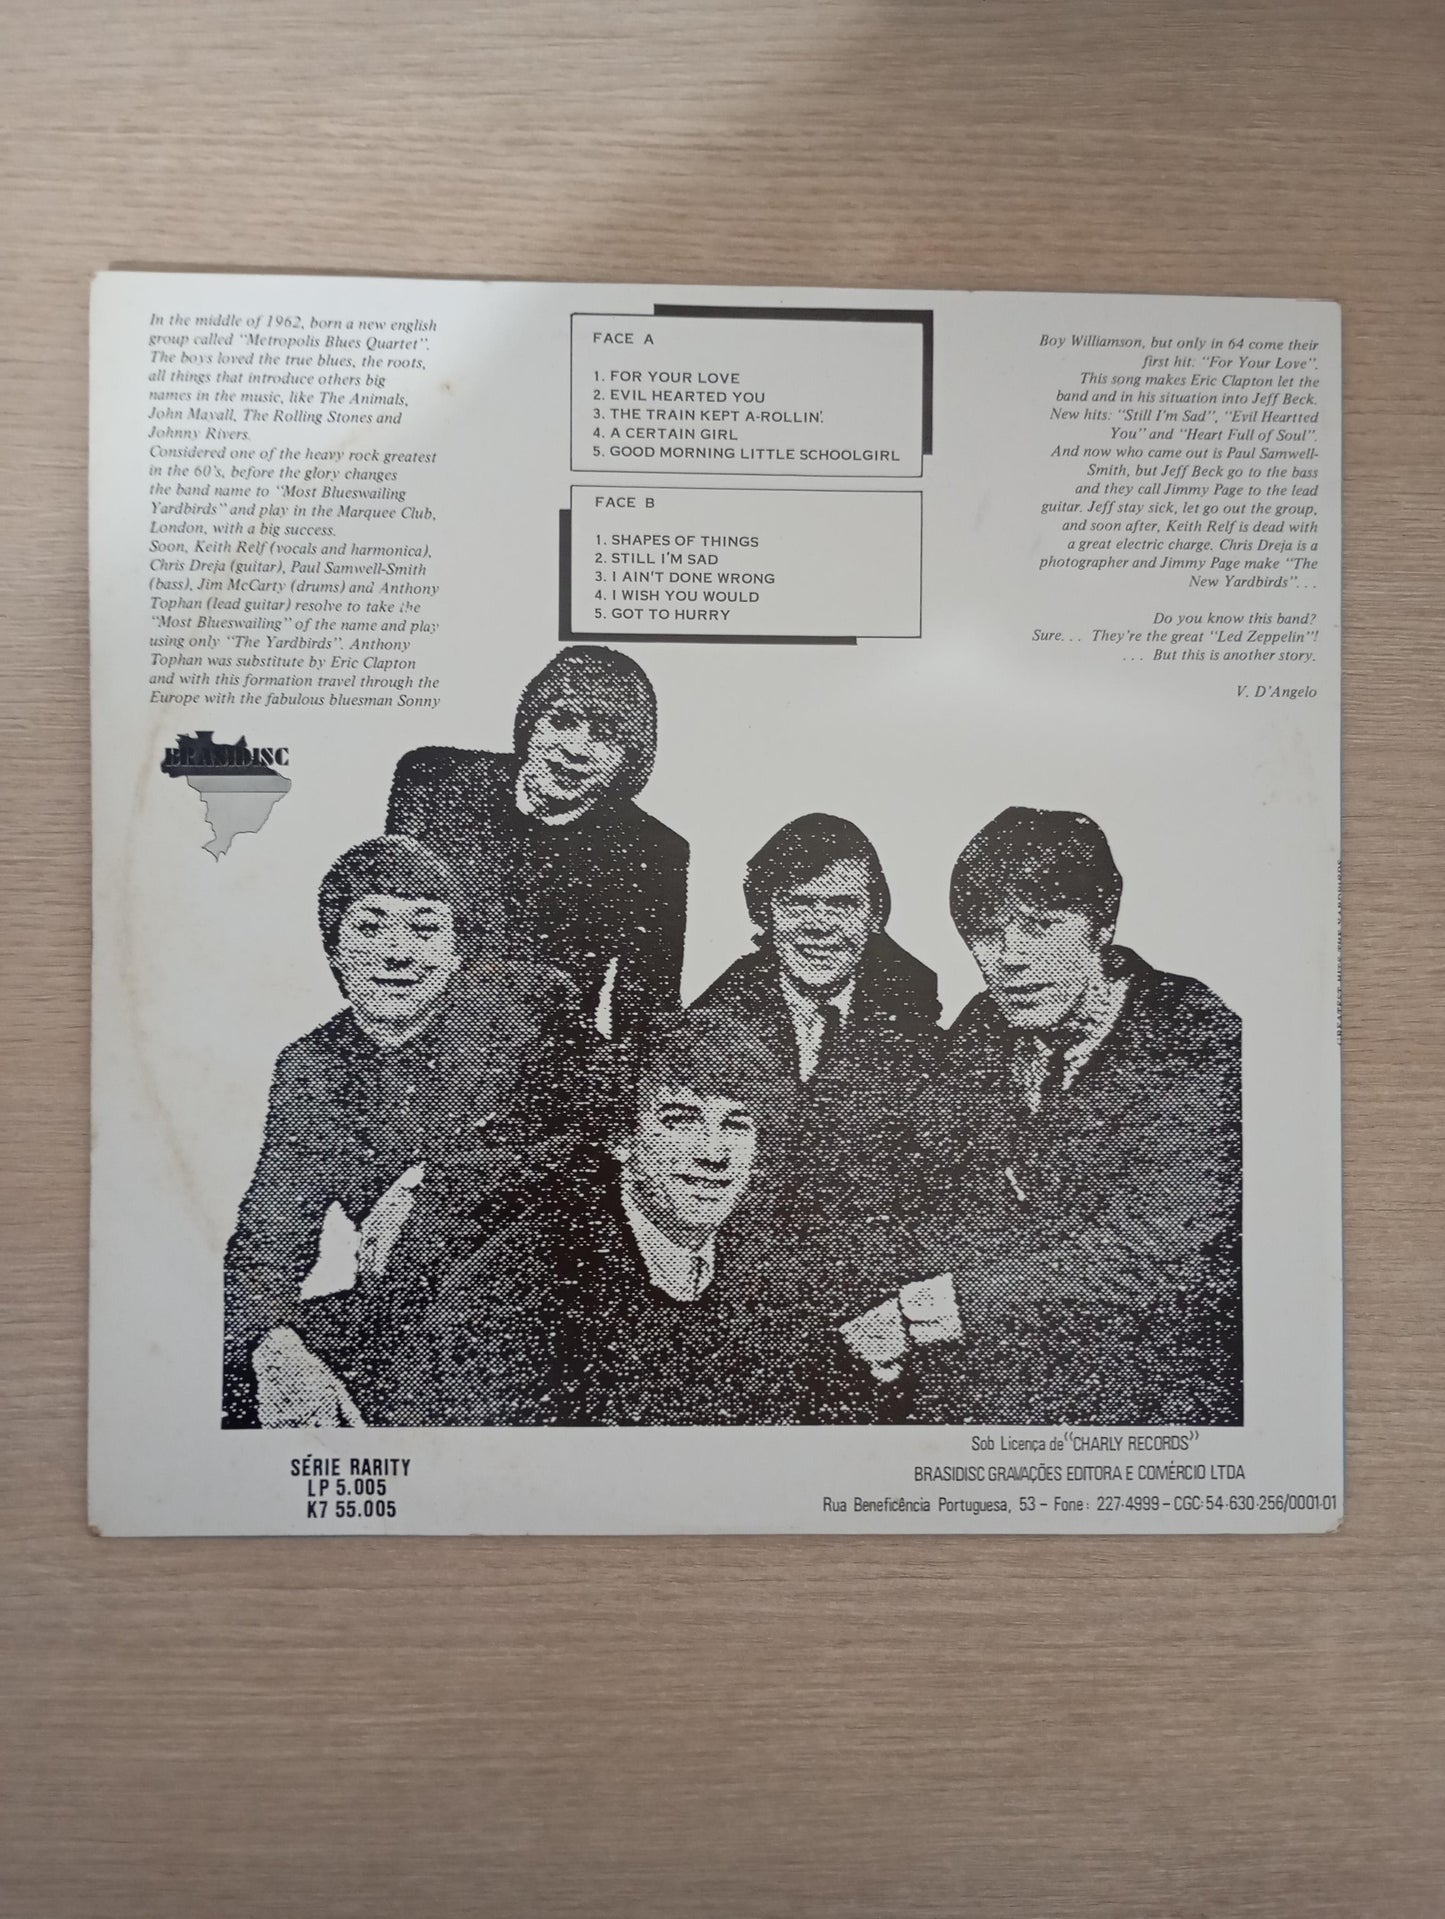 In the middle of 1962, born a new english
group called "Metropolis Blues Quartet".
The boys loved the true blues, the roots,
all things that introduce others big
names in the music, like The Animals,
John Mayall, The Rolling Stones and
Johnny Rivers.
Considered one of the heavy rock greatest
in the 60's, before the glory changes
the band name to "Most Blueswailing
Yardbirds" and play in the Marquee Club,
London, with a big success.
Soon, Keith Relf (vocals and harmonica),
Chris Dreja (guitar), Paul Samwell-Smith
(bass), Jim McCarty (drums) and Anthony
Tophan (lead guitar) resolve to take the
"Most Blueswailing" of the name and play
using only "The Yardbirds". Anthony
Tophan was substitute by Eric Clapton
and with this formation travel through the
Europe with the fabulous bluesman Sonny
FACE A
1. FOR YOUR LOVE
2. EVIL HEARTED YOU
3. THE TRAIN KEPT A-ROLLIN'.
4. A CERTAIN GIRL
5. GOOD MORNING LITTLE SCHOOLGIRL
FACE B
1. SHAPES OF THINGS
2. STILL I'M SAD
3. I AIN'T DONE WRONG
4. I WISH YOU WOULD
5. GOT TO HURRY
Boy Williamson, but only in 64 come their
first hit: "For Your Love".
This song makes Eric Clapton let the
band and in his situation into Jeff Beck.
New hits: "Still I'm Sad", "Evil Heartted
You" and "Heart Full of Soul".
And now who came out is Paul Samwell-
Smith, but Jeff Beck go to the bass
and they call Jimmy Page to the lead
guitar. Jeff stay sick, let go out the group,
and soon after, Keith Relf is dead with
a great electric charge. Chris Dreja is a
photographer and Jimmy Page make "The
New Yardbirds". . .
Do you know this band?
Sure. . . They're the great "Led Zeppelin"!
. . . But this is another story.
V. D'Angelo
BRASIDISC
GREATEST HITS THE YARDBIRDS
SÉRIE RARITY
LP 5.005
K7 55.005
Sob Licença de "CHARLY RECORDS"
BRASIDISC GRAVAÇÕES EDITORA E COMÉRCIO LTDA
Rua Beneficência Portuguesa, 53 - Fone: 227-4999 - CGC: 54-630-256/0001-01